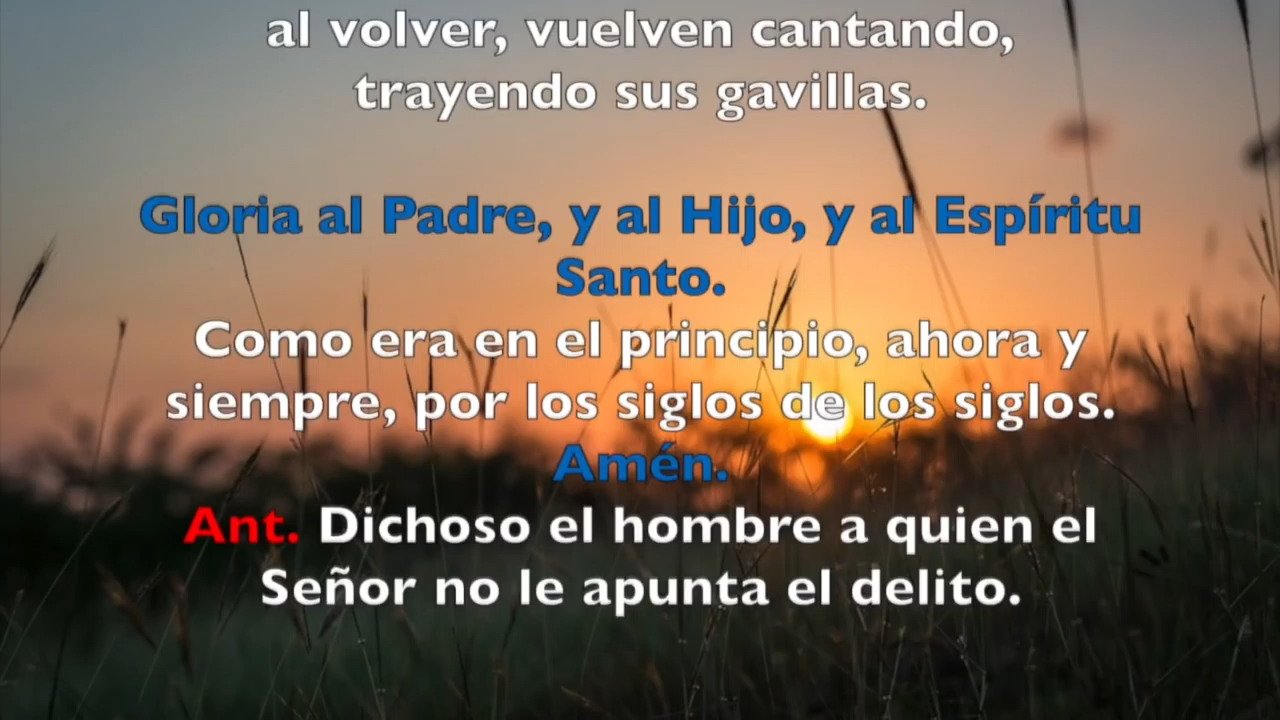 al volver, vuelven cantando,
trayendo sus gavillas.
Gloria al Padre, y al Hijo, y al Espíritu
Santo.
Como era en el principio, ahora y
siempre, por los siglos de los siglos.
Amén.
Ant. Dichoso el hombre a quien el
Señor no le apunta el delito.